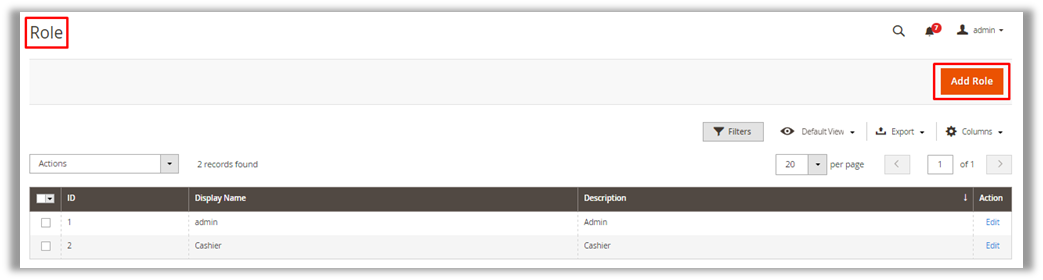 Role
7
admin
Add Role
Filters Default View Export Columns
Actions 2 records found 20 per page 1 of 1
ID Display Name Description ↓ Action
1 admin Admin Edit
2 Cashier Cashier Edit